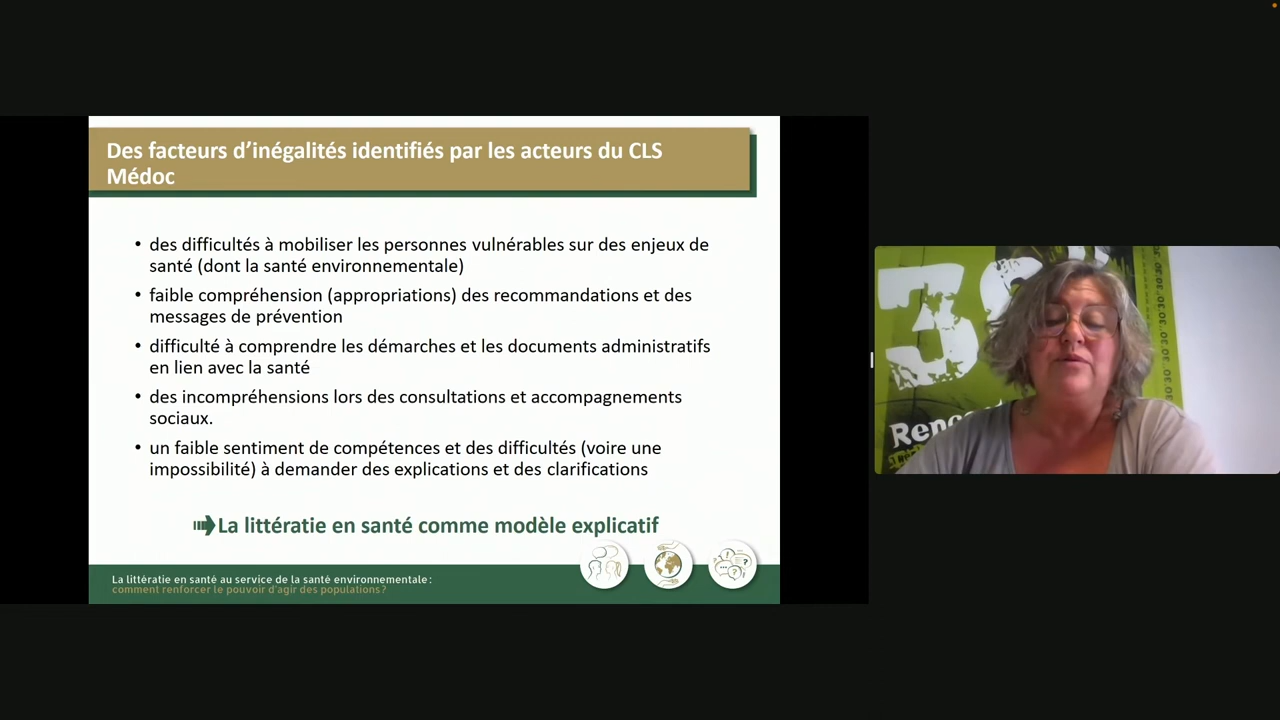 Des facteurs d’inégalités identifiés par les acteurs du CLS
Médoc
• des difficultés à mobiliser les personnes vulnérables sur des enjeux de
santé (dont la santé environnementale)
• faible compréhension (appropriations) des recommandations et des
messages de prévention
• difficulté à comprendre les démarches et les documents administratifs
en lien avec la santé
• des incompréhensions lors des consultations et accompagnements
sociaux.
• un faible sentiment de compétences et des difficultés (voire une
impossibilité) à demander des explications et des clarifications
La littératie en santé comme modèle explicatif
La littératie en santé au service de la santé environnementale :
comment renforcer le pouvoir d'agir des populations ?